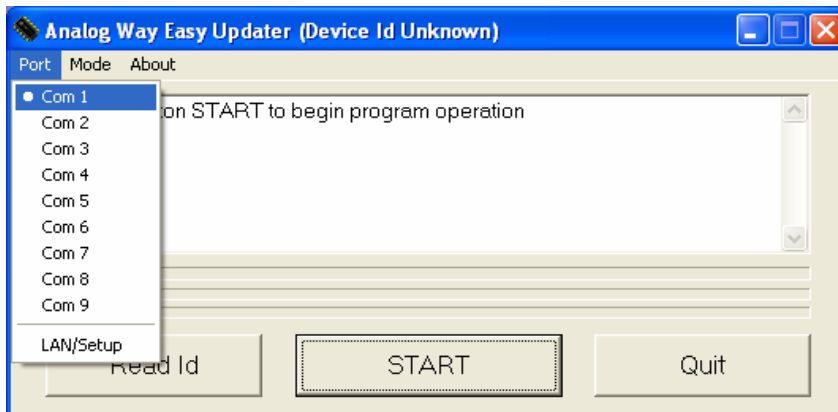 Analog Way Easy Updater (Device Id Unknown)
Port Mode About
Com 1
on START to begin program operation
Com 2
Com 3
Com 4
Com 5
Com 6
Com 7
Com 8
Com 9
LAN/Setup
Read Id START Quit